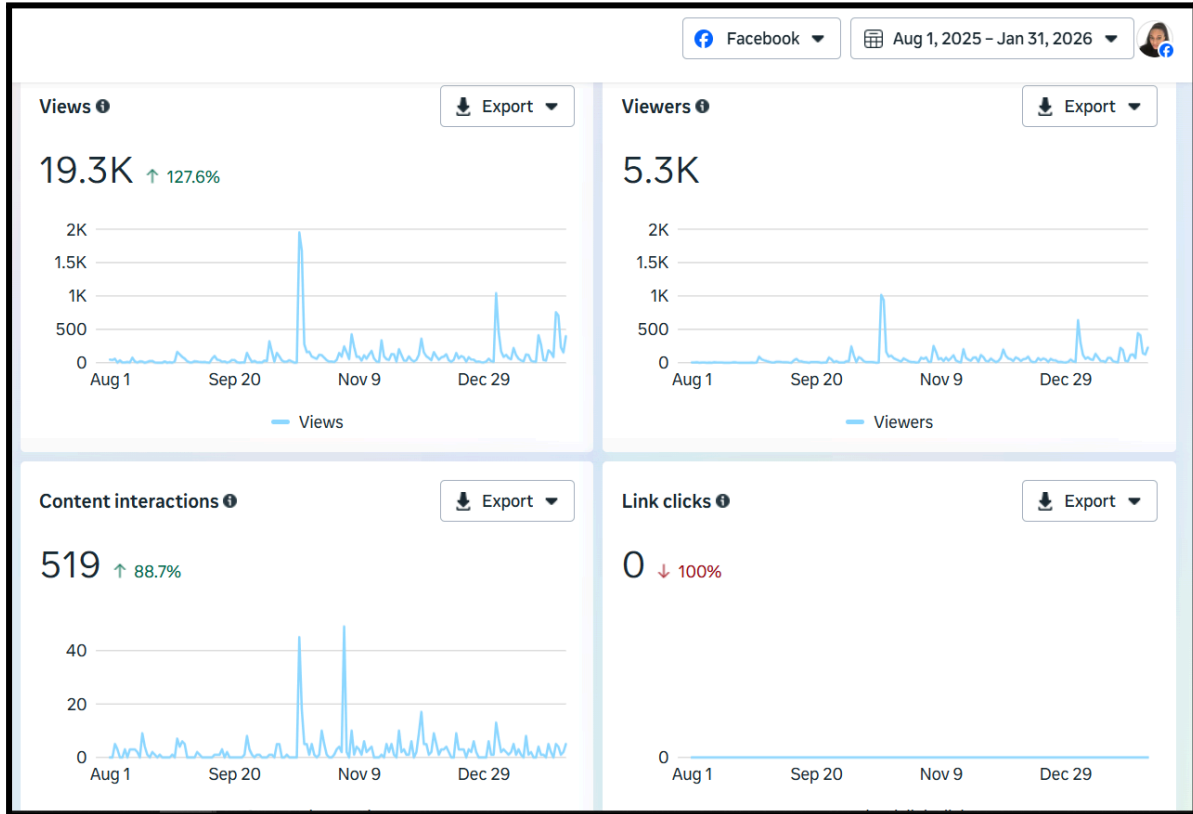 Facebook
Aug 1, 2025 – Jan 31, 2026
Views
Export
19.3K ↑ 127.6%
2K
1.5K
1K
500
0
Aug 1 Sep 20 Nov 9 Dec 29
Views
Viewers
Export
5.3K
2K
1.5K
1K
500
0
Aug 1 Sep 20 Nov 9 Dec 29
Viewers
Content interactions
Export
519 ↑ 88.7%
40
20
0
Aug 1 Sep 20 Nov 9 Dec 29
Link clicks
Export
0 ↓ 100%
0
Aug 1 Sep 20 Nov 9 Dec 29